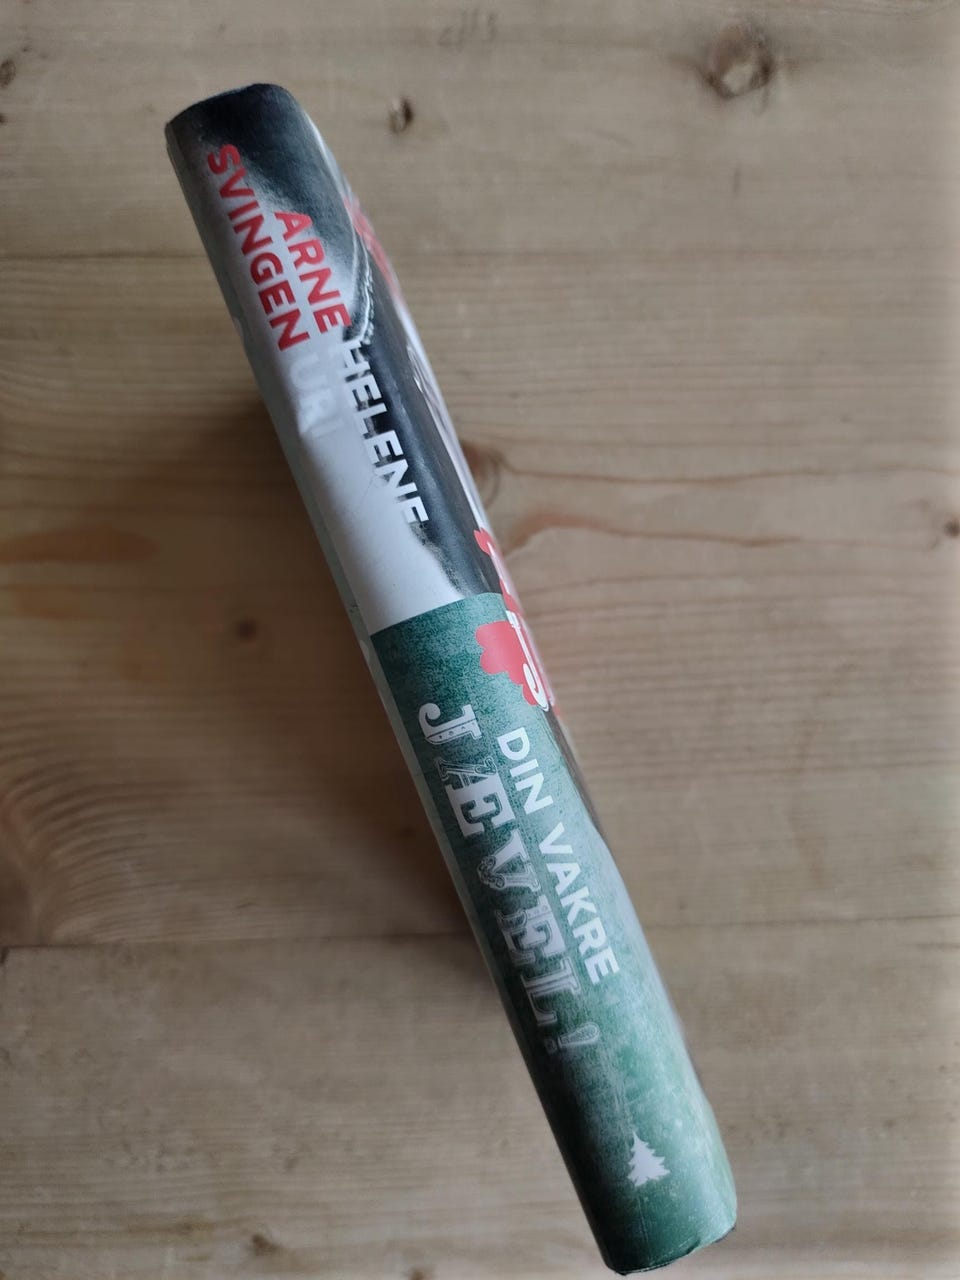 ARNE
SVINGEN
HELENE
URI
DIN VAKRE
JÆVEL!